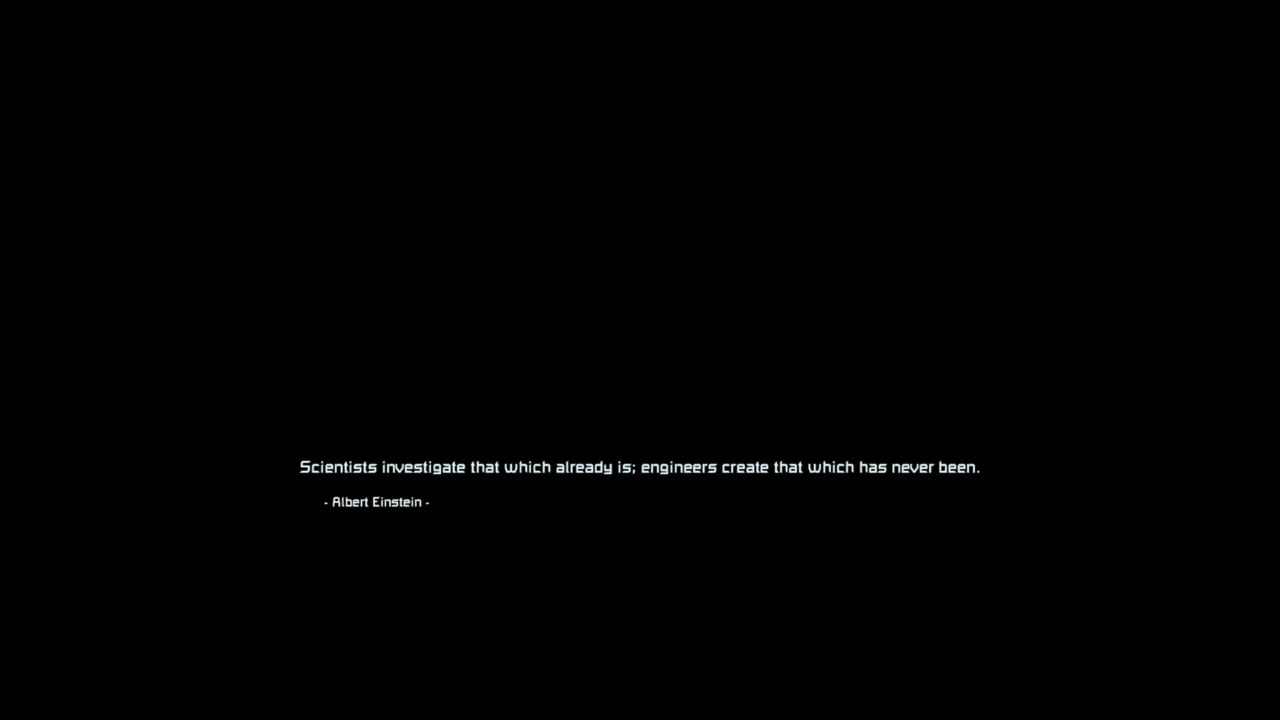 Scientists investigate that which already is; engineers create that which has never been.
- Albert Einstein -